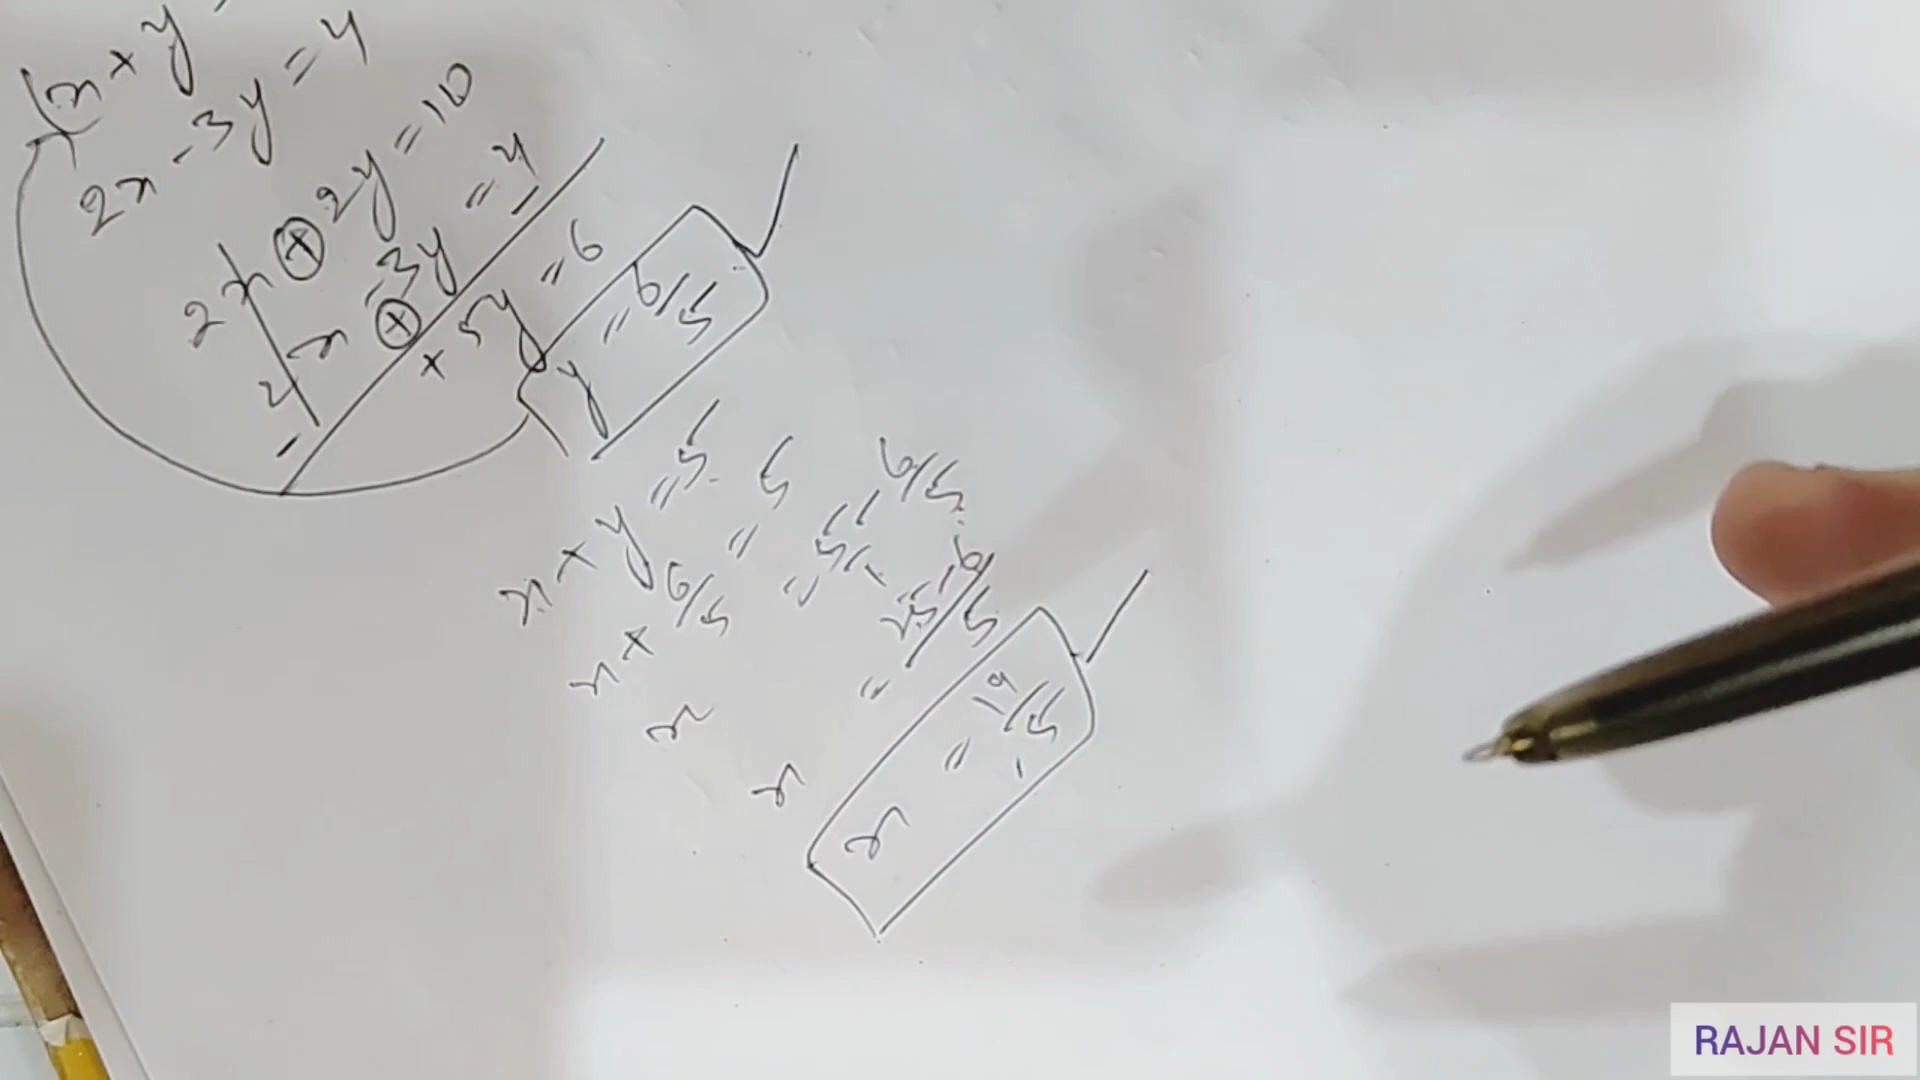 (x + y
2x - 3y = 4
2x + 2y = 10
2x - 3y = 4
- + -
+ 5y = 6
y = 6/5
x + y = 5
x + 6/5 = 5
x = 5/1 - 6/5
x = 25 - 6/5
x = 19/5
RAJAN SIR